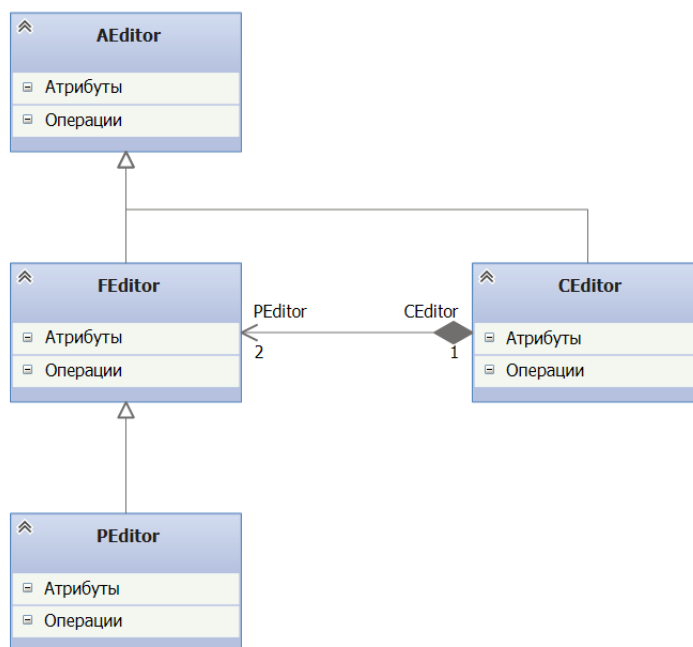 AEditor
Атрибуты
Операции
FEditor
Атрибуты
Операции
PEditor
2
CEditor
1
CEditor
Атрибуты
Операции
PEditor
Атрибуты
Операции